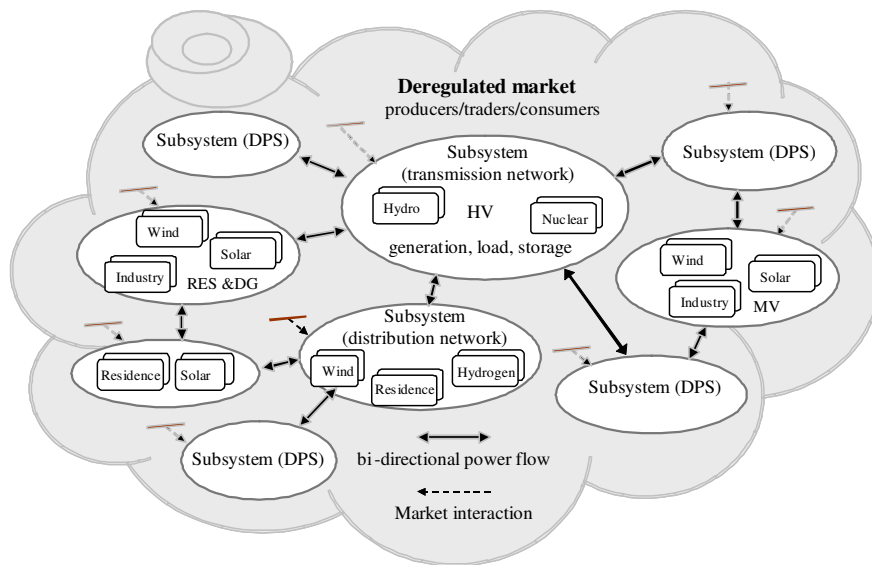 Deregulated market
producers/traders/consumers
Subsystem (DPS)
Subsystem
(transmission network)
Hydro
HV
Nuclear
generation, load, storage
Subsystem (DPS)
Wind
Solar
Industry
RES &DG
Wind
Solar
Industry
MV
Residence
Solar
Subsystem
(distribution network)
Wind
Residence
Hydrogen
Subsystem (DPS)
Subsystem (DPS)
bi-directional power flow
Market interaction